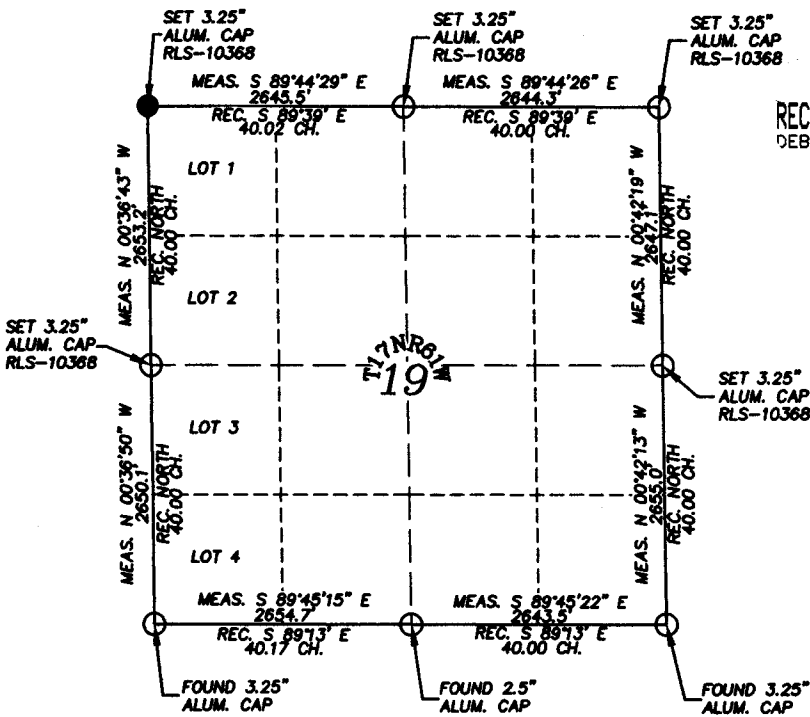 SET 3.25"
ALUM. CAP
RLS-10368
SET 3.25"
ALUM. CAP
RLS-10368
SET 3.25"
ALUM. CAP
RLS-10368
MEAS. S 89°44'29" E
2645.5'
REC. S 89°39' E
40.02 CH.
MEAS. S 89°44'26" E
2644.3'
REC. S 89°39' E
40.00 CH.
REC
DEB
LOT 1
MEAS. N 00°36'43" W
2653.2'
REC. NORTH
40.00 CH.
MEAS. N 00°42'19" W
2647.1'
REC. NORTH
40.00 CH.
LOT 2
SET 3.25"
ALUM. CAP
RLS-10368
T17NR61W
19
SET 3.25"
ALUM. CAP
RLS-10368
LOT 3
MEAS. N 00°36'50" W
2650.1'
REC. NORTH
40.00 CH.
MEAS. N 00°42'13" W
2655.0'
REC. NORTH
40.00 CH.
LOT 4
MEAS. S 89°45'15" E
2654.7'
REC. S 89°13' E
40.17 CH.
MEAS. S 89°45'22" E
2643.5'
REC. S 89°13' E
40.00 CH.
FOUND 3.25"
ALUM. CAP
FOUND 2.5"
ALUM. CAP
FOUND 3.25"
ALUM. CAP